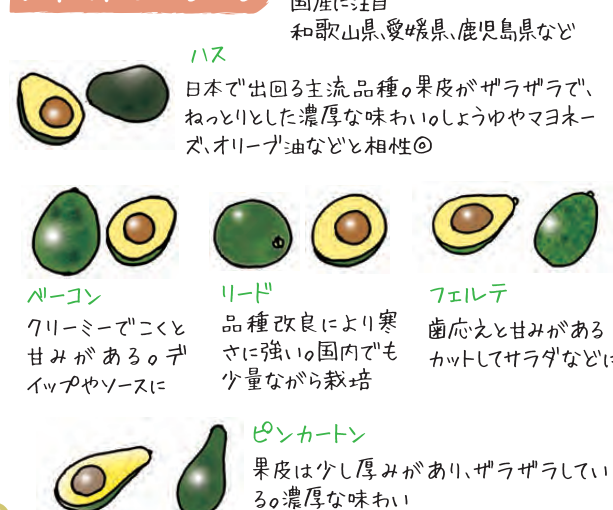 国産に注目
和歌山県、愛媛県、鹿児島県など
ハス
日本で出回る主流品種。果皮がザラザラで、
ねっとりとした濃厚な味わい。しょうゆやマヨネー
ズ、オリーブ油などと相性◎
ベーコン
クリーミーでこくと
甘みがある。デ
ィップやソースに
リード
品種改良により寒
さに強い。国内でも
少量ながら栽培
フェルテ
歯応えと甘みがある
カットしてサラダなどに
ピンカートン
果皮は少し厚みがあり、ザラザラしてい
る。濃厚な味わい